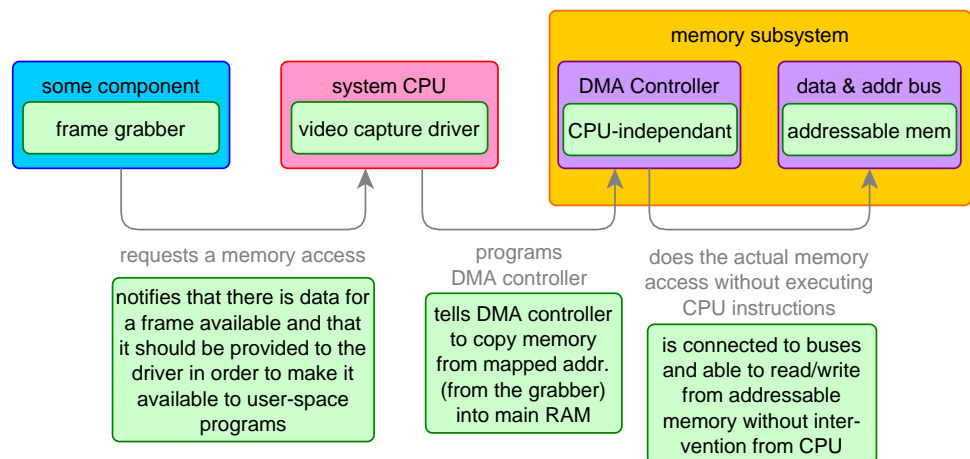 memory subsystem
some component
frame grabber
system CPU
video capture driver
DMA Controller
CPU-independant
data & addr bus
addressable mem
requests a memory access
notifies that there is data for
a frame available and that
it should be provided to the
driver in order to make it
available to user-space
programs
programs
DMA controller
tells DMA controller
to copy memory
from mapped addr.
(from the grabber)
into main RAM
does the actual memory
access without executing
CPU instructions
is connected to buses
and able to read/write
from addressable
memory without inter-
vention from CPU